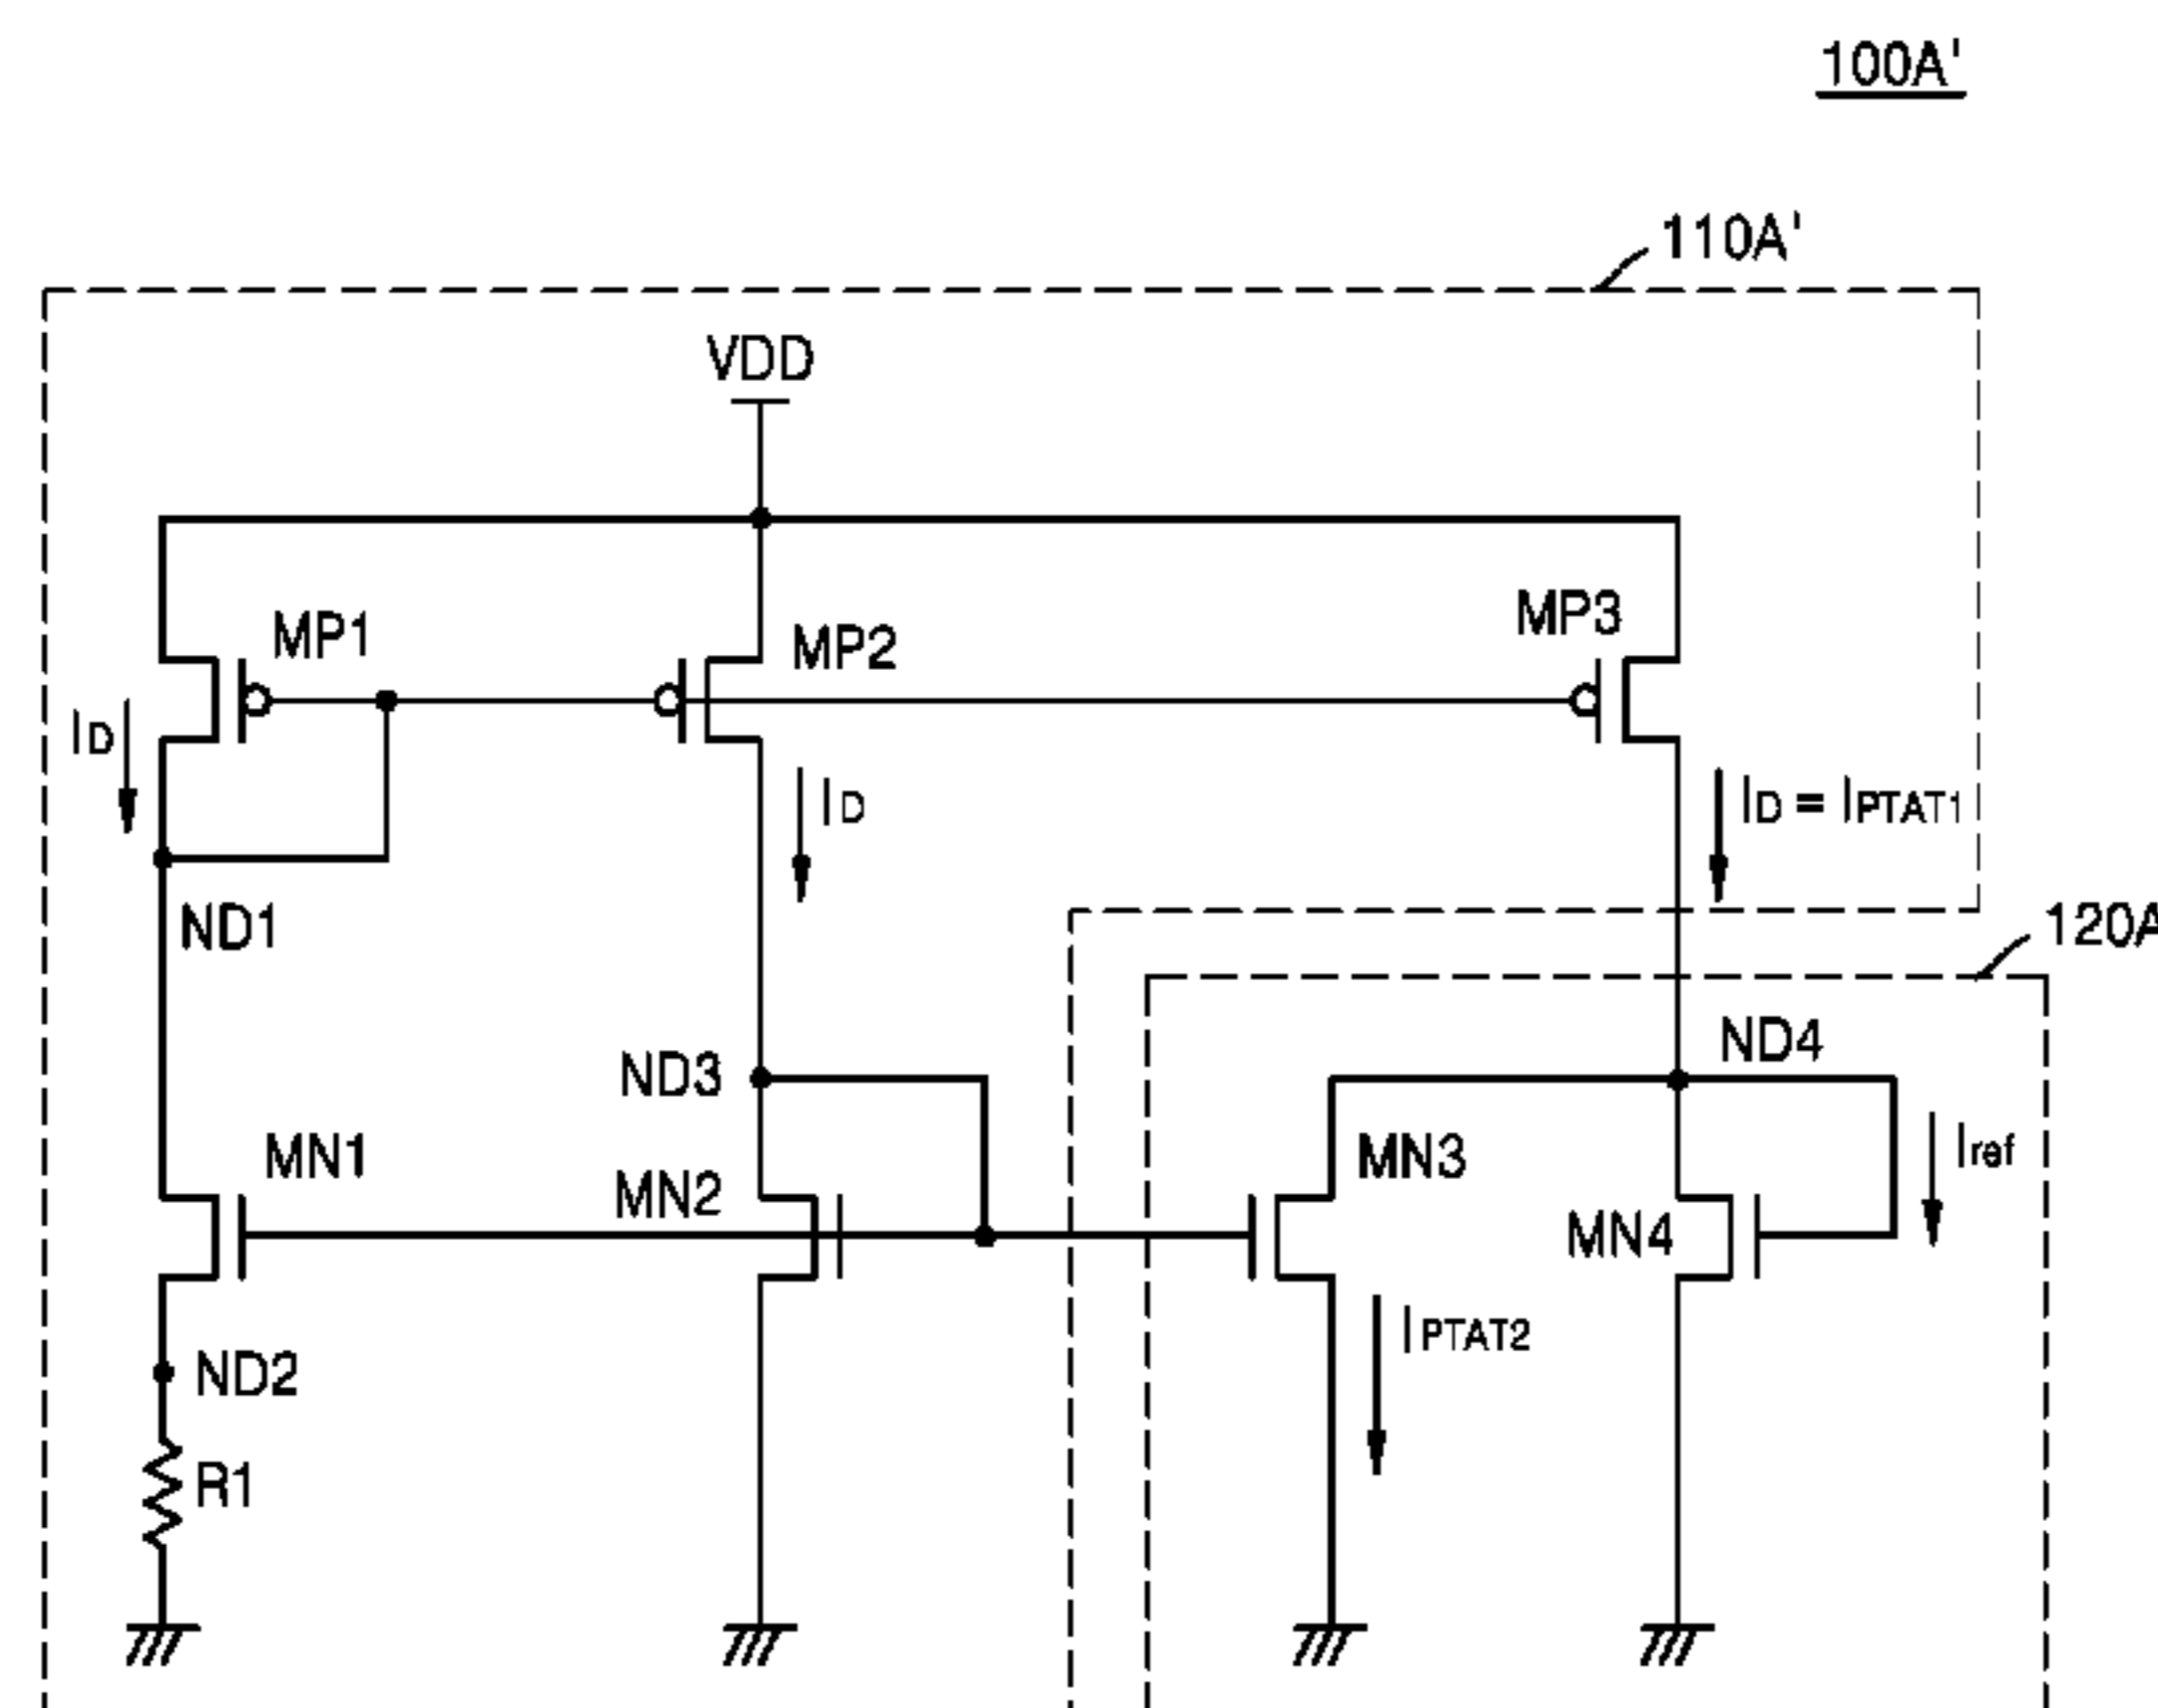 100A'
110A'
VDD
MP1
MP2
MP3
ID
ID
ID = IPTAT1
ND1
120A
ND3
ND4
MN1
MN2
MN3
MN4
Iref
IPTAT2
ND2
R1